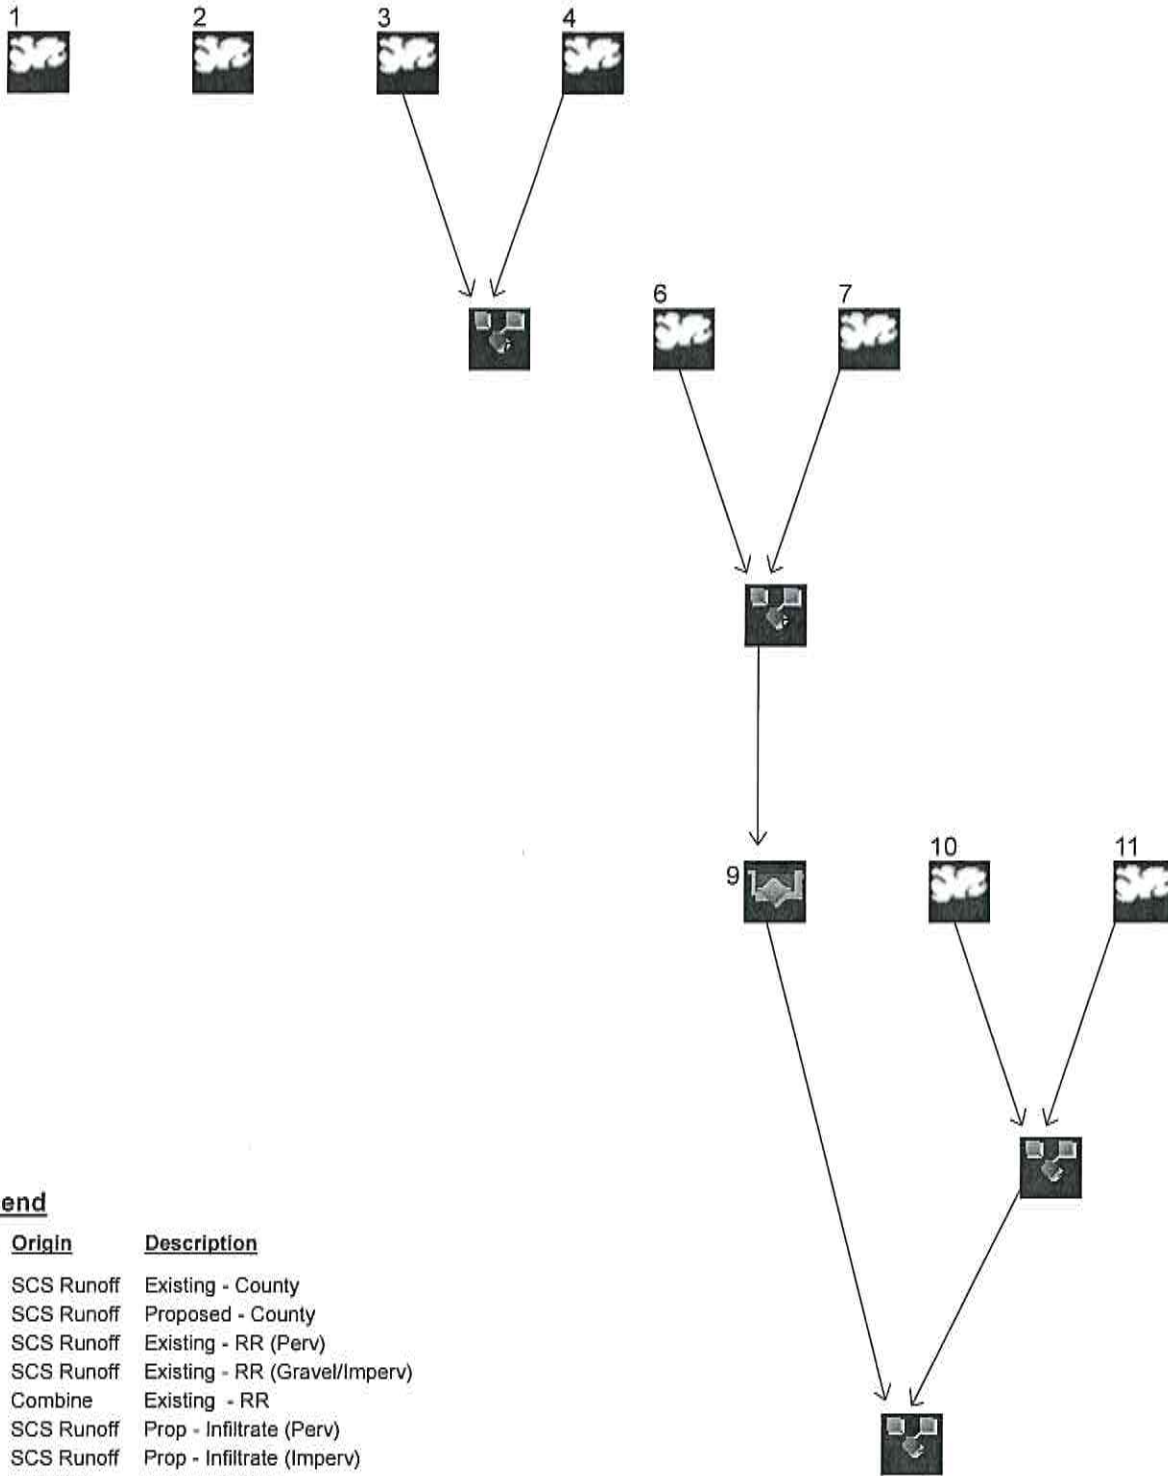 1 2 3 4
6 7
9 10 11
end
Origin Description
SCS Runoff Existing - County
SCS Runoff Proposed - County
SCS Runoff Existing - RR (Perv)
SCS Runoff Existing - RR (Gravel/Imperv)
Combine Existing - RR
SCS Runoff Prop - Infiltrate (Perv)
SCS Runoff Prop - Infiltrate (Imperv)